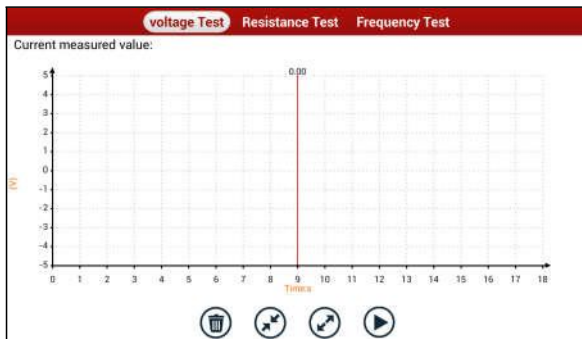 voltage Test Resistance Test Frequency Test
Current measured value:
0.00
5
4
3
2
1
0
-1
-2
-3
-4
-5
(V)
0 1 2 3 4 5 6 7 8 9 10 11 12 13 14 15 16 17 18
Time:s